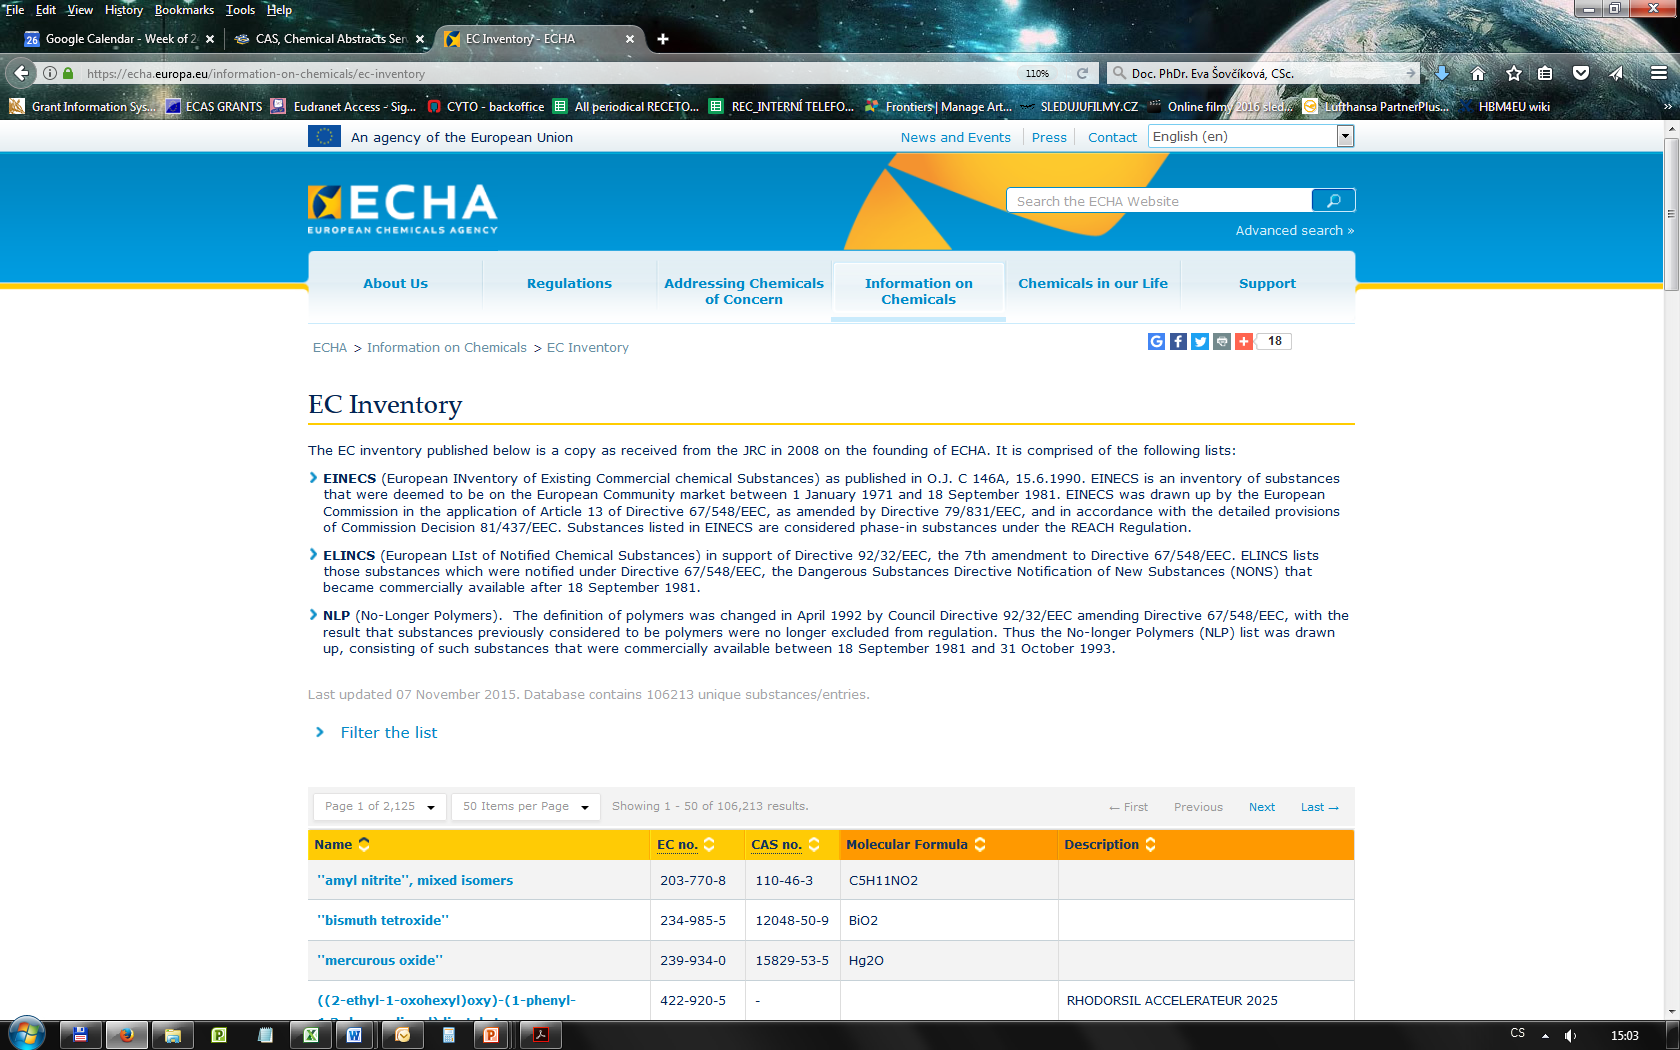 File Edit View History Bookmarks Tools Help
26 Google Calendar - Week of 2
CAS, Chemical Abstracts Ser
EC Inventory - ECHA
https://echa.europa.eu/information-on-chemicals/ec-inventory
110%
Doc. PhDr. Eva Šovčíková, CSc.
Grant Information Sys... ECAS GRANTS Eudranet Access - Sig... CYTO - backoffice All periodical RECETO... REC_INTERNÍ TELEFO... Frontiers | Manage Art... SLEDUJUFILMY.CZ Online filmy 2016 sled... Lufthansa PartnerPlus... HBM4EU wiki »
An agency of the European Union
News and Events Press Contact English (en)
ECHA
EUROPEAN CHEMICALS AGENCY
Search the ECHA Website
Advanced search »
About Us
Regulations
Addressing Chemicals
of Concern
Information on
Chemicals
Chemicals in our Life
Support
ECHA > Information on Chemicals > EC Inventory
18
EC Inventory
The EC inventory published below is a copy as received from the JRC in 2008 on the founding of ECHA. It is comprised of the following lists:
EINECS (European INventory of Existing Commercial chemical Substances) as published in O.J. C 146A, 15.6.1990. EINECS is an inventory of substances
that were deemed to be on the European Community market between 1 January 1971 and 18 September 1981. EINECS was drawn up by the European
Commission in the application of Article 13 of Directive 67/548/EEC, as amended by Directive 79/831/EEC, and in accordance with the detailed provisions
of Commission Decision 81/437/EEC. Substances listed in EINECS are considered phase-in substances under the REACH Regulation.
ELINCS (European LIst of Notified Chemical Substances) in support of Directive 92/32/EEC, the 7th amendment to Directive 67/548/EEC. ELINCS lists
those substances which were notified under Directive 67/548/EEC, the Dangerous Substances Directive Notification of New Substances (NONS) that
became commercially available after 18 September 1981.
NLP (No-Longer Polymers). The definition of polymers was changed in April 1992 by Council Directive 92/32/EEC amending Directive 67/548/EEC, with the
result that substances previously considered to be polymers were no longer excluded from regulation. Thus the No-longer Polymers (NLP) list was drawn
up, consisting of such substances that were commercially available between 18 September 1981 and 31 October 1993.
Last updated 07 November 2015. Database contains 106213 unique substances/entries.
Filter the list
Page 1 of 2,125 50 Items per Page Showing 1 - 50 of 106,213 results. ← First Previous Next Last →
Name EC no. CAS no. Molecular Formula Description
"amyl nitrite", mixed isomers 203-770-8 110-46-3 C5H11NO2
"bismuth tetroxide" 234-985-5 12048-50-9 BiO2
"mercurous oxide" 239-934-0 15829-53-5 Hg2O
((2-ethyl-1-oxohexyl)oxy)-(1-phenyl- 422-920-5 - RHODORSIL ACCELERATEUR 2025
CS 15:03